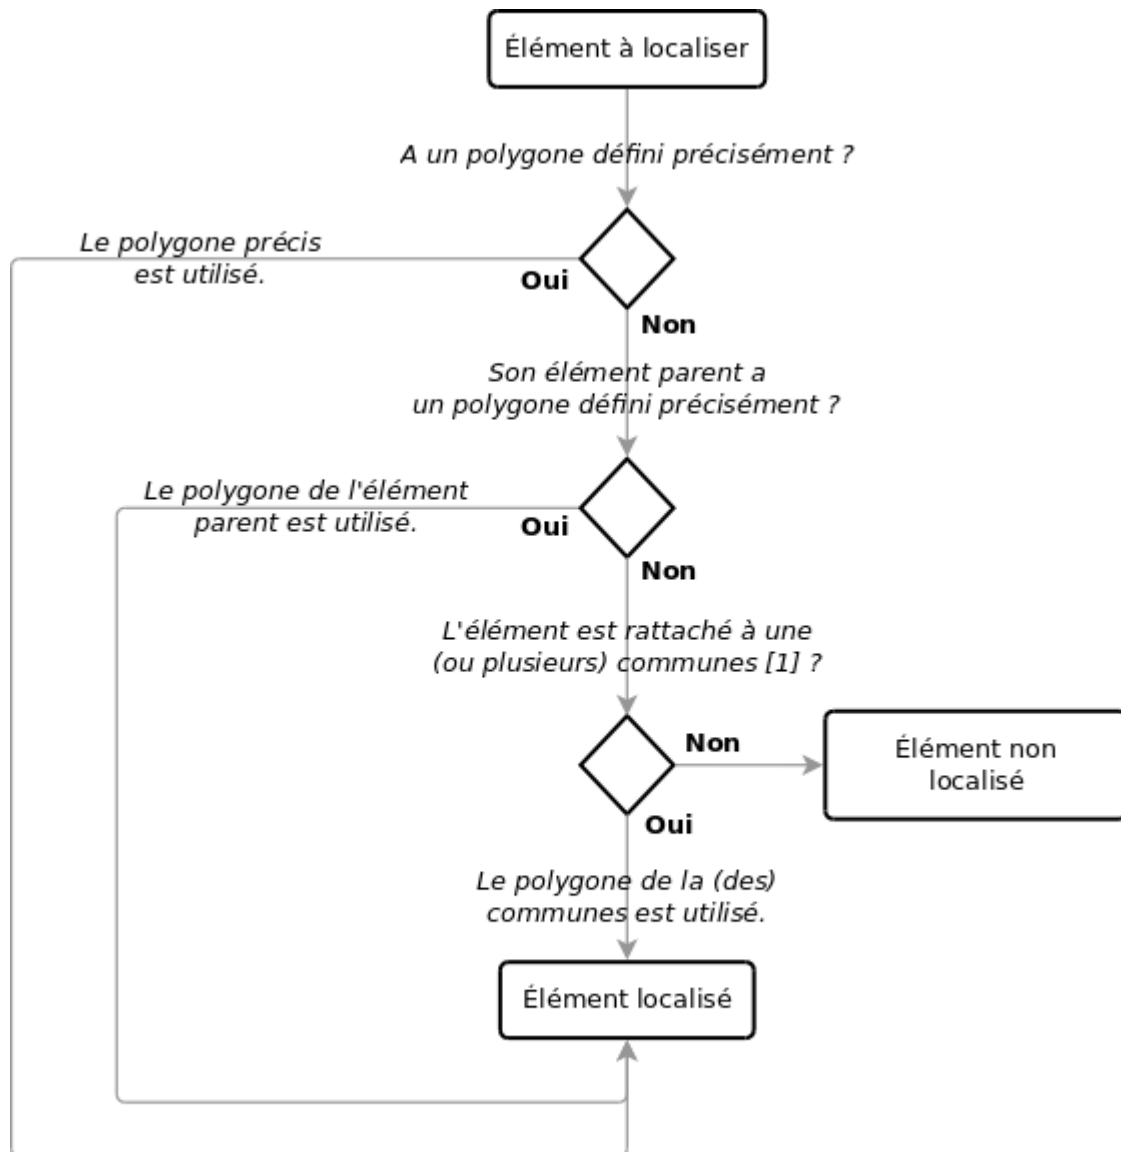 Élément à localiser
A un polygone défini précisément ?
Le polygone précis
est utilisé.
Oui
Non
Son élément parent a
un polygone défini précisément ?
Le polygone de l'élément
parent est utilisé.
Oui
Non
L'élément est rattaché à une
(ou plusieurs) communes [1] ?
Non
Élément non
localisé
Oui
Le polygone de la (des)
communes est utilisé.
Élément localisé